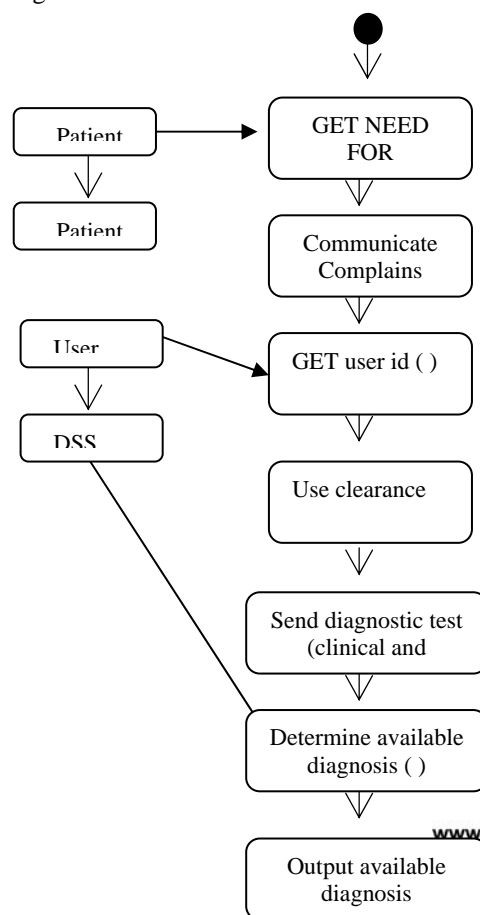 Patient
GET NEED
FOR
Patient
Communicate
Complains
User
GET user id ( )
DSS
Use clearance
Send diagnostic test
(clinical and
Determine available
diagnosis ( )
www
Output available
diagnosis